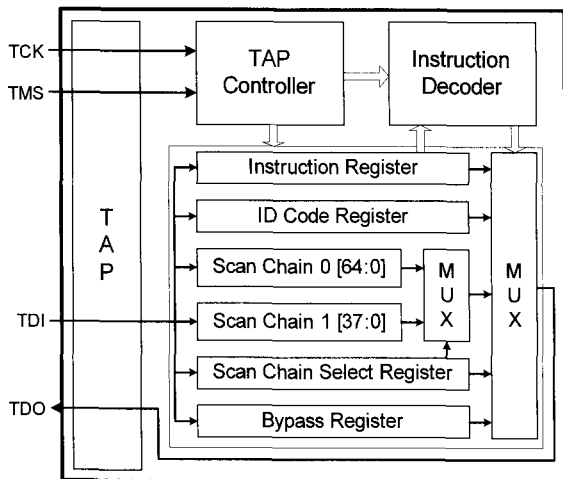 TCK
TMS
TDI
TDO
T
A
P
TAP
Controller
Instruction
Decoder
Instruction Register
ID Code Register
Scan Chain 0 [64:0]
Scan Chain 1 [37:0]
Scan Chain Select Register
Bypass Register
M
U
X
M
U
X